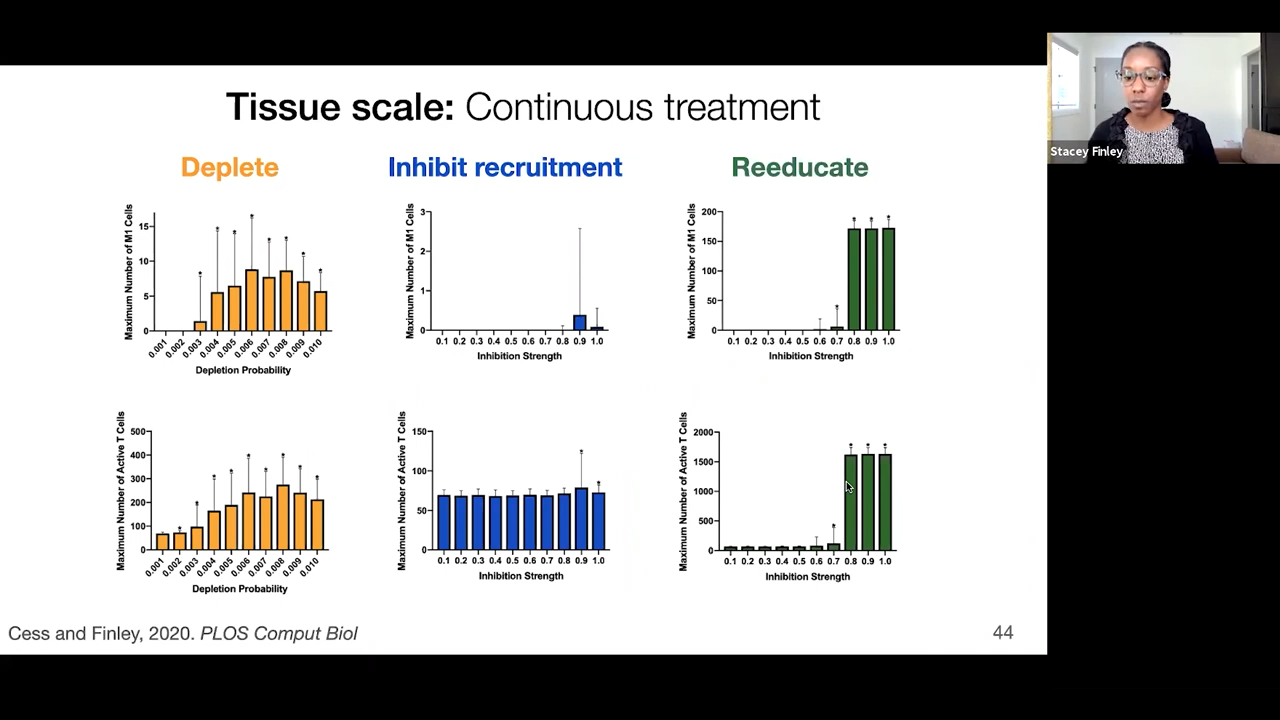 Tissue scale: Continuous treatment
Stacey Finley
Deplete
Inhibit recruitment
Reeducate
Maximum Number of M1 Cells
15
10
5
0
0.001 0.002 0.003 0.004 0.005 0.006 0.007 0.008 0.009 0.010
Depletion Probability
Maximum Number of M1 Cells
3
2
1
0
0.1 0.2 0.3 0.4 0.5 0.6 0.7 0.8 0.9 1.0
Inhibition Strength
Maximum Number of M1 Cells
200
150
100
50
0
0.1 0.2 0.3 0.4 0.5 0.6 0.7 0.8 0.9 1.0
Inhibition Strength
Maximum Number of Active T Cells
500
400
300
200
100
0
0.001 0.002 0.003 0.004 0.005 0.006 0.007 0.008 0.009 0.010
Depletion Probability
Maximum Number of Active T Cells
150
100
50
0
0.1 0.2 0.3 0.4 0.5 0.6 0.7 0.8 0.9 1.0
Inhibition Strength
Maximum Number of Active T Cells
2000
1500
1000
500
0
0.1 0.2 0.3 0.4 0.5 0.6 0.7 0.8 0.9 1.0
Inhibition Strength
Cess and Finley, 2020. PLOS Comput Biol
44